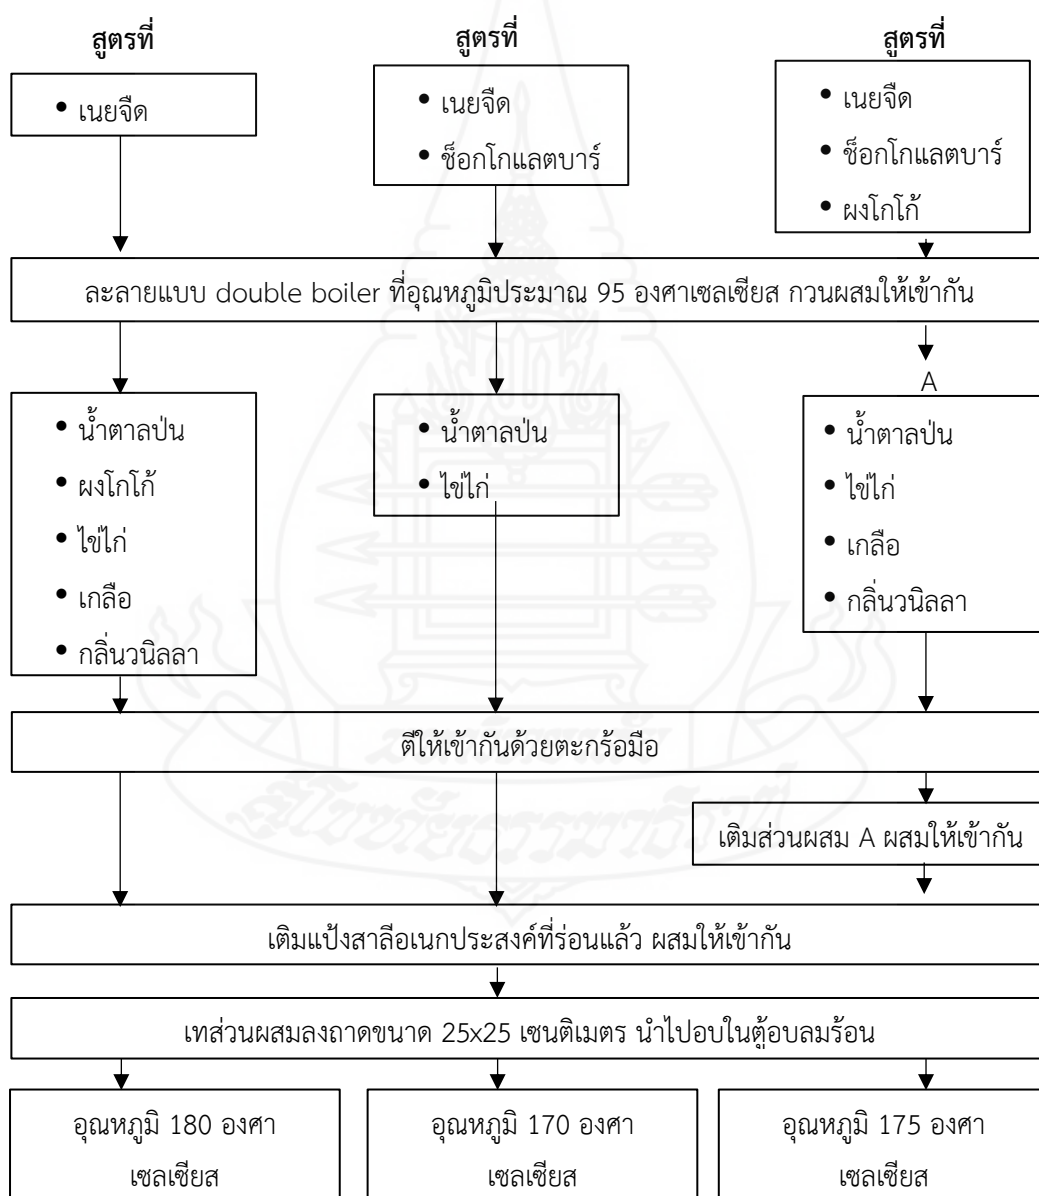 สูตรที่
สูตรที่
สูตรที่
• เนยจืด
• เนยจืด
• ช็อกโกแลตบาร์
• เนยจืด
• ช็อกโกแลตบาร์
• ผงโกโก้
ละลายแบบ double boiler ที่อุณหภูมิประมาณ 95 องศาเซลเซียส กวนผสมให้เข้ากัน
A
• น้ำตาลป่น
• ผงโกโก้
• ไข่ไก่
• เกลือ
• กลิ่นวนิลลา
• น้ำตาลป่น
• ไข่ไก่
• น้ำตาลป่น
• ไข่ไก่
• เกลือ
• กลิ่นวนิลลา
ตีให้เข้ากันด้วยตะกร้อมือ
เติมส่วนผสม A ผสมให้เข้ากัน
เติมแป้งสาลีอเนกประสงค์ที่ร่อนแล้ว ผสมให้เข้ากัน
เทส่วนผสมลงถาดขนาด 25x25 เซนติเมตร นำไปอบในตู้อบลมร้อน
อุณหภูมิ 180 องศา
เซลเซียส
อุณหภูมิ 170 องศา
เซลเซียส
อุณหภูมิ 175 องศา
เซลเซียส